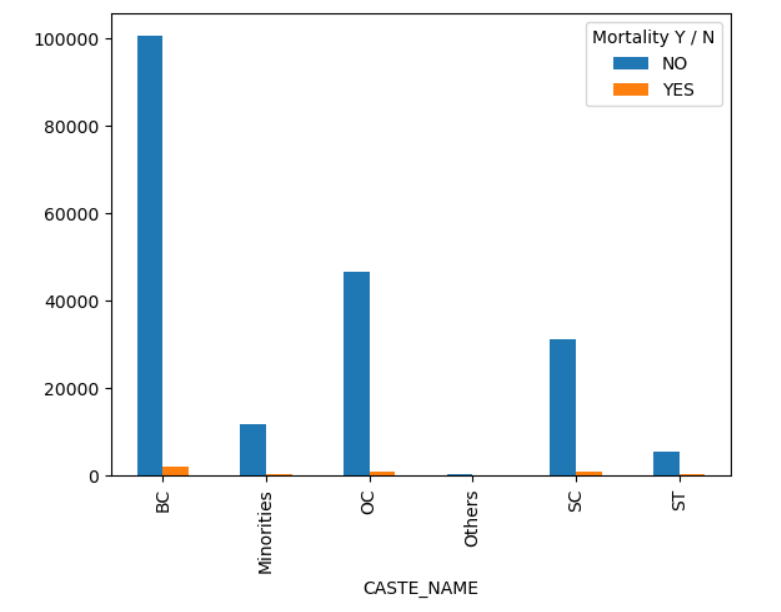 Mortality Y / N
NO
YES
100000
80000
60000
40000
20000
0
BC
Minorities
OC
Others
SC
ST
CASTE_NAME